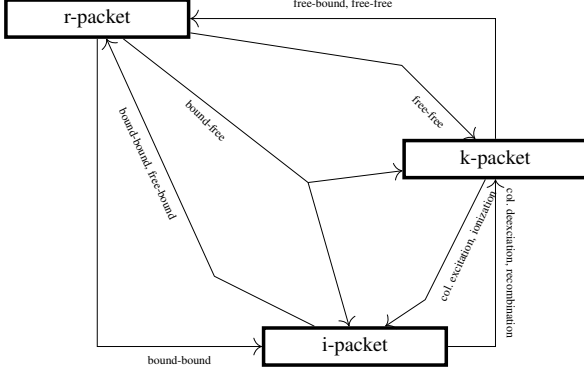 free-bound, free-free
r-packet
free-free
bound-free
bound-bound, free-bound
k-packet
col. excitation, ionization
col. deexciation, recombination
i-packet
bound-bound